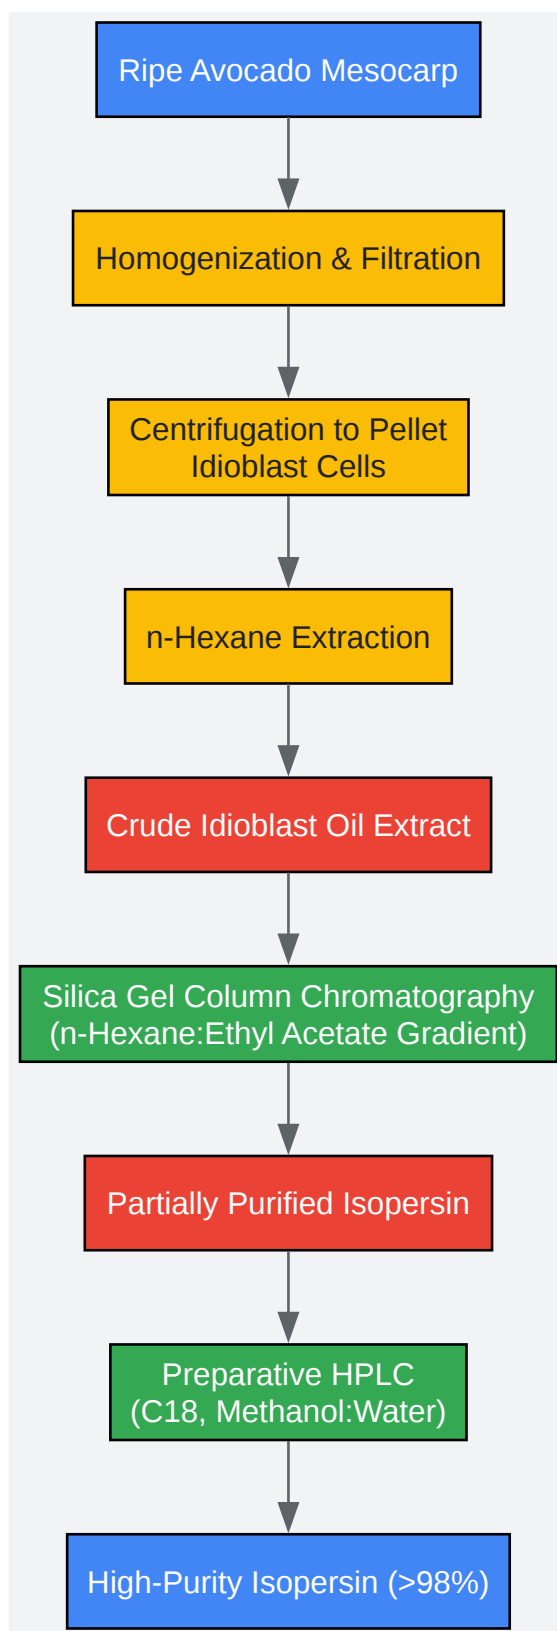 Ripe Avocado Mesocarp
Homogenization & Filtration
Centrifugation to Pellet
Idioblast Cells
n-Hexane Extraction
Crude Idioblast Oil Extract
Silica Gel Column Chromatography
(n-Hexane:Ethyl Acetate Gradient)
Partially Purified Isopersin
Preparative HPLC
(C18, Methanol:Water)
High-Purity Isopersin (>98%)